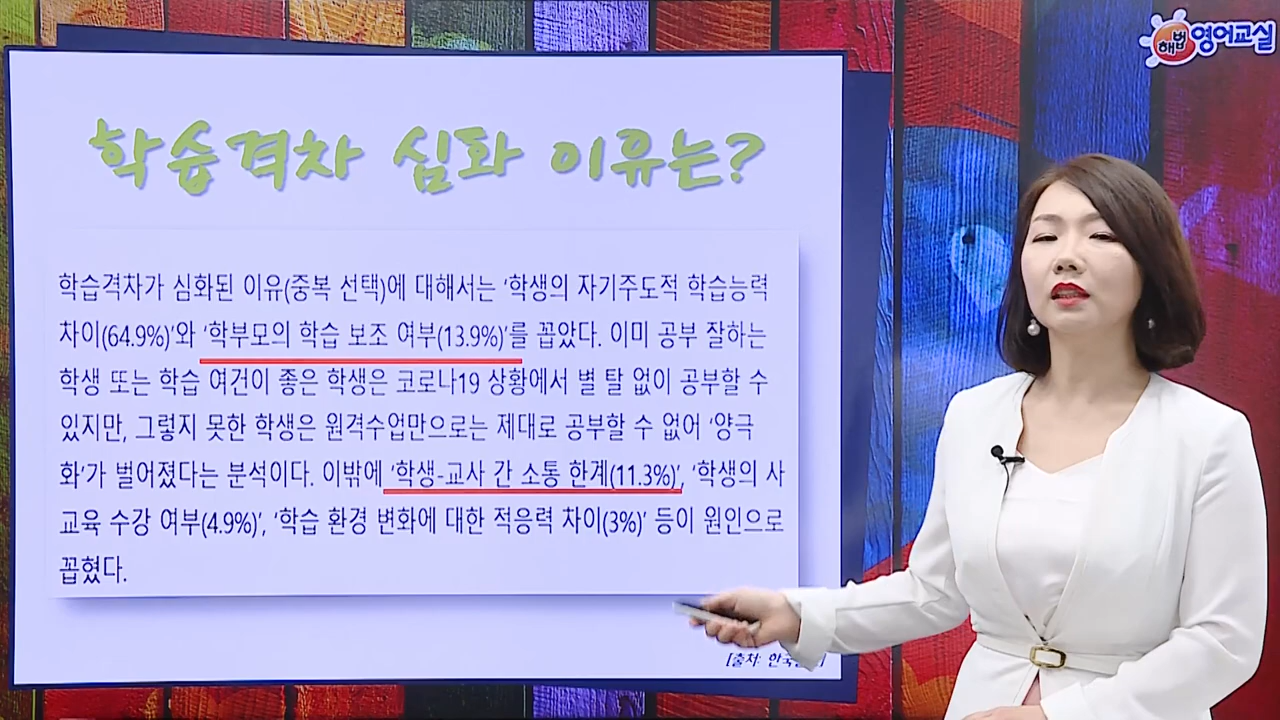 해법영어교실
학습격차 심화 이유는?
학습격차가 심화된 이유(중복 선택)에 대해서는 ‘학생의 자기주도적 학습능력
차이(64.9%)’와 ‘학부모의 학습 보조 여부(13.9%)’를 꼽았다. 이미 공부 잘하는
학생 또는 학습 여건이 좋은 학생은 코로나19 상황에서 별 탈 없이 공부할 수
있지만, 그렇지 못한 학생은 원격수업만으로는 제대로 공부할 수 없어 ‘양극
화’가 벌어졌다는 분석이다. 이밖에 ‘학생-교사 간 소통 한계(11.3%)’, ‘학생의 사
교육 수강 여부(4.9%)’, ‘학습 환경 변화에 대한 적응력 차이(3%)’ 등이 원인으로
꼽혔다.
[출처: